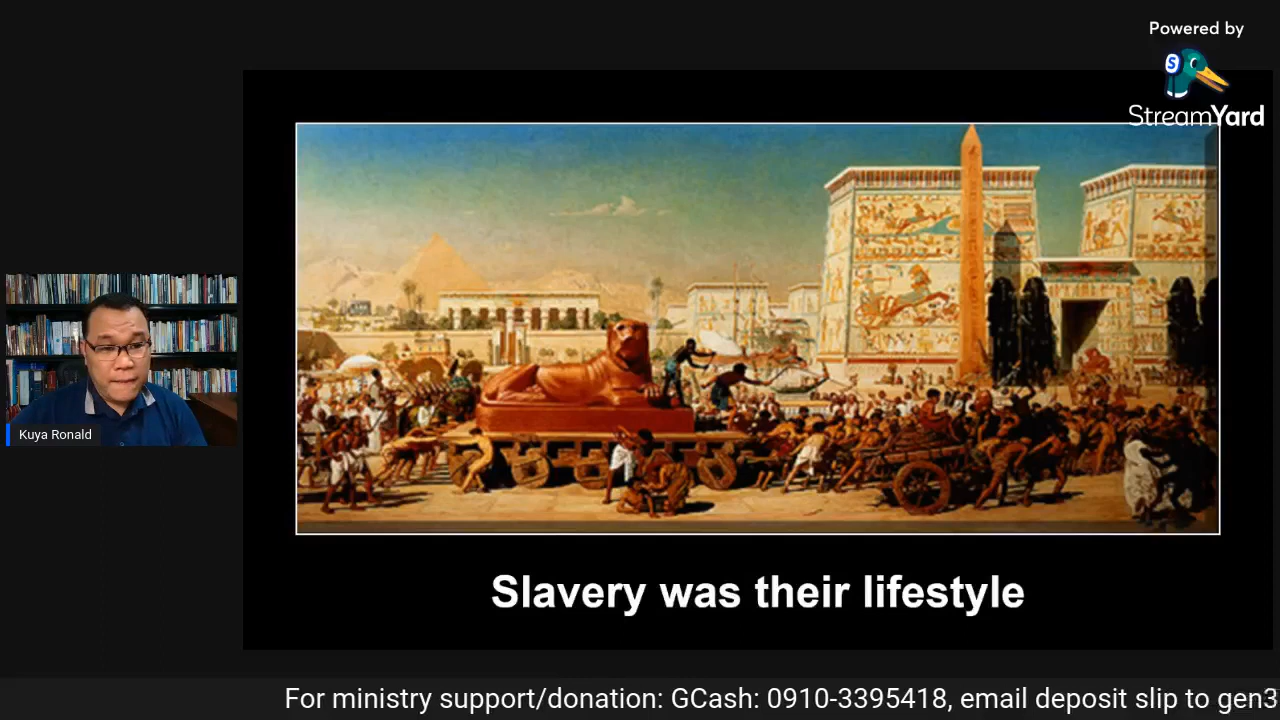 Powered by
StreamYard
Kuya Ronald
Slavery was their lifestyle
For ministry support/donation: GCash: 0910-3395418, email deposit slip to gen3